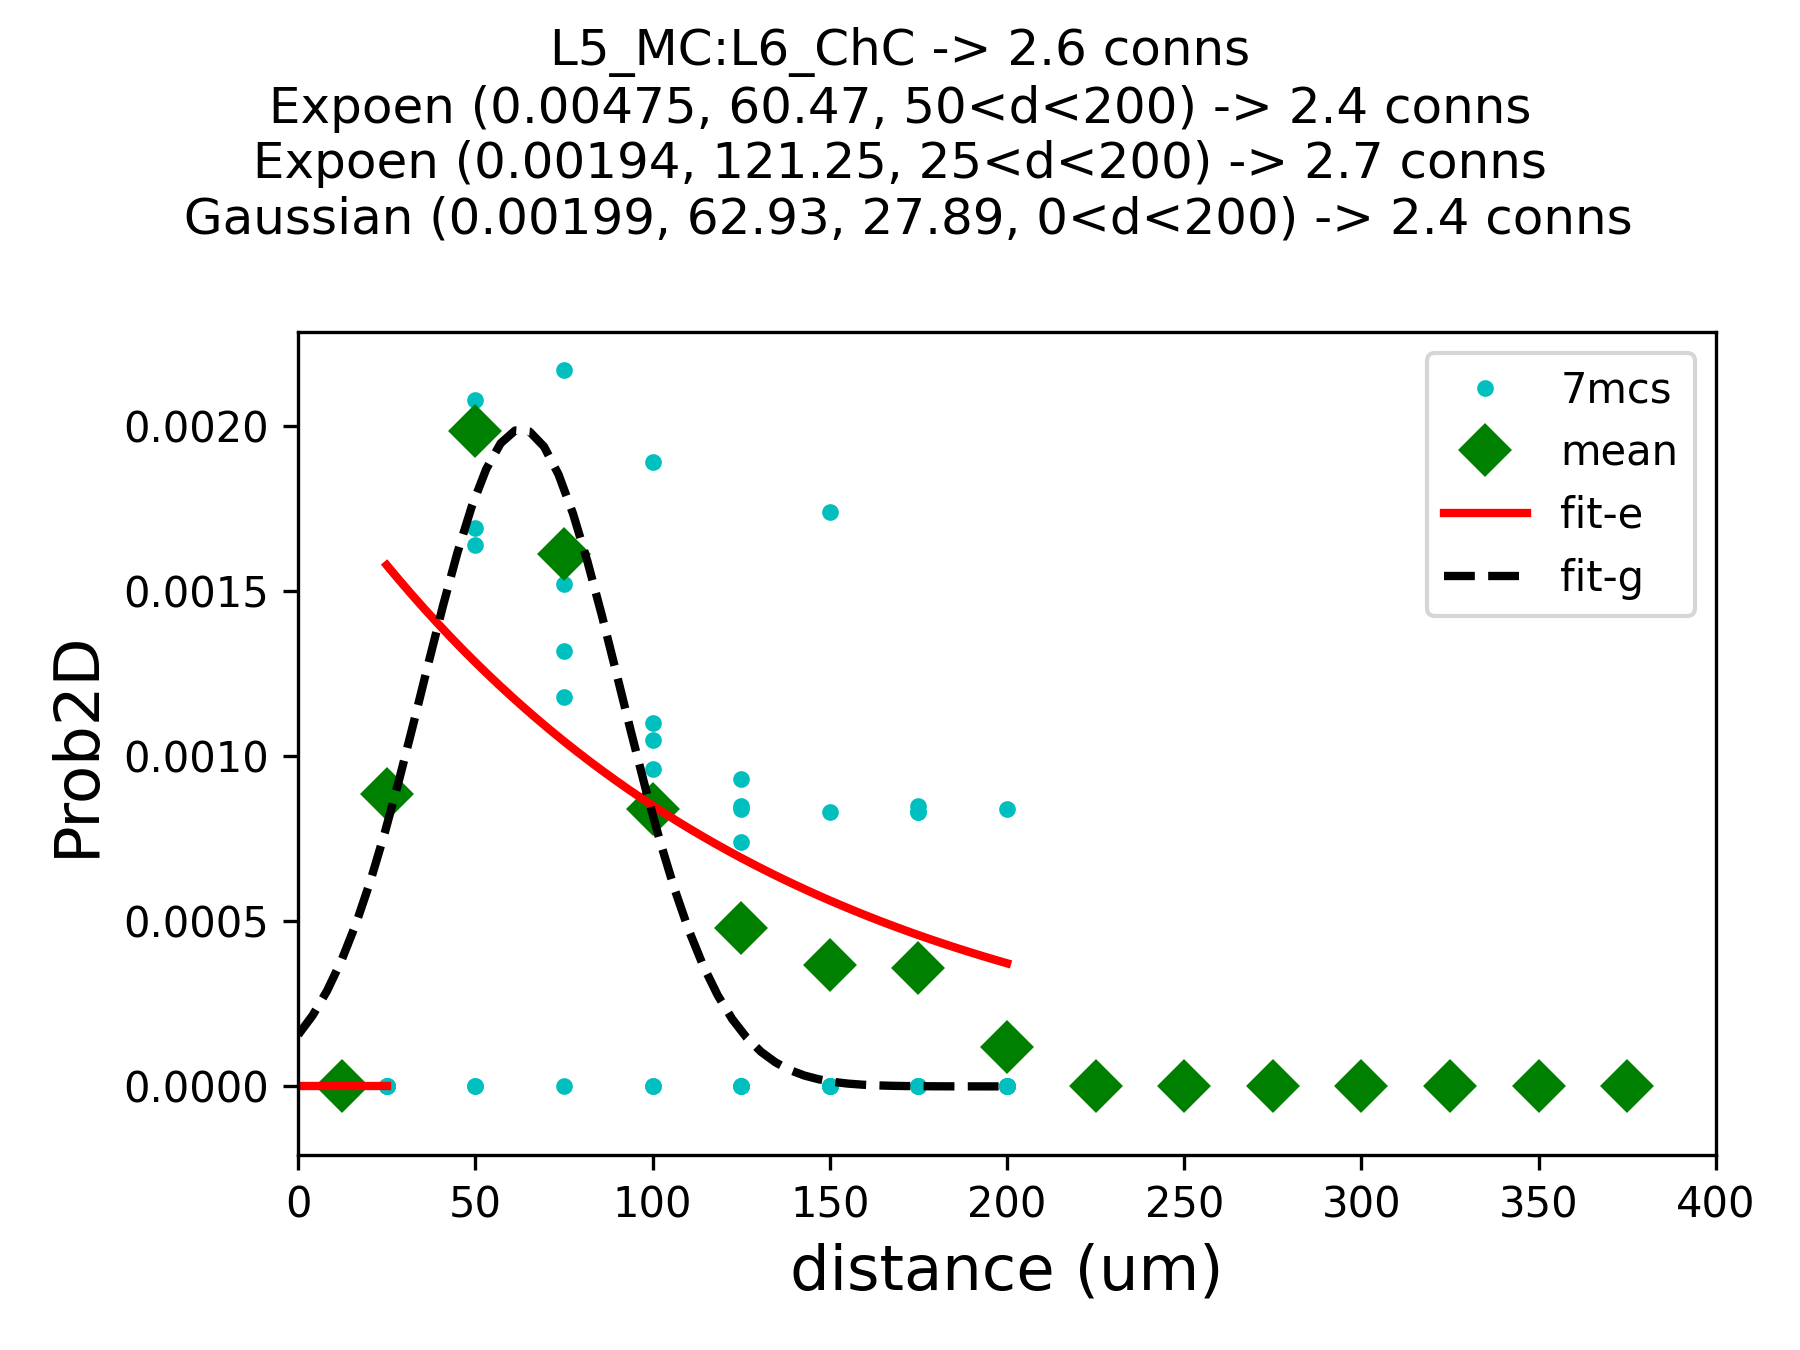 L5_MC:L6_ChC -> 2.6 conns
Expoen (0.00475, 60.47, 50<d<200) -> 2.4 conns
Expoen (0.00194, 121.25, 25<d<200) -> 2.7 conns
Gaussian (0.00199, 62.93, 27.89, 0<d<200) -> 2.4 conns
7mcs
mean
fit-e
fit-g
0.0020
0.0015
0.0010
0.0005
0.0000
Prob2D
0 50 100 150 200 250 300 350 400
distance (um)